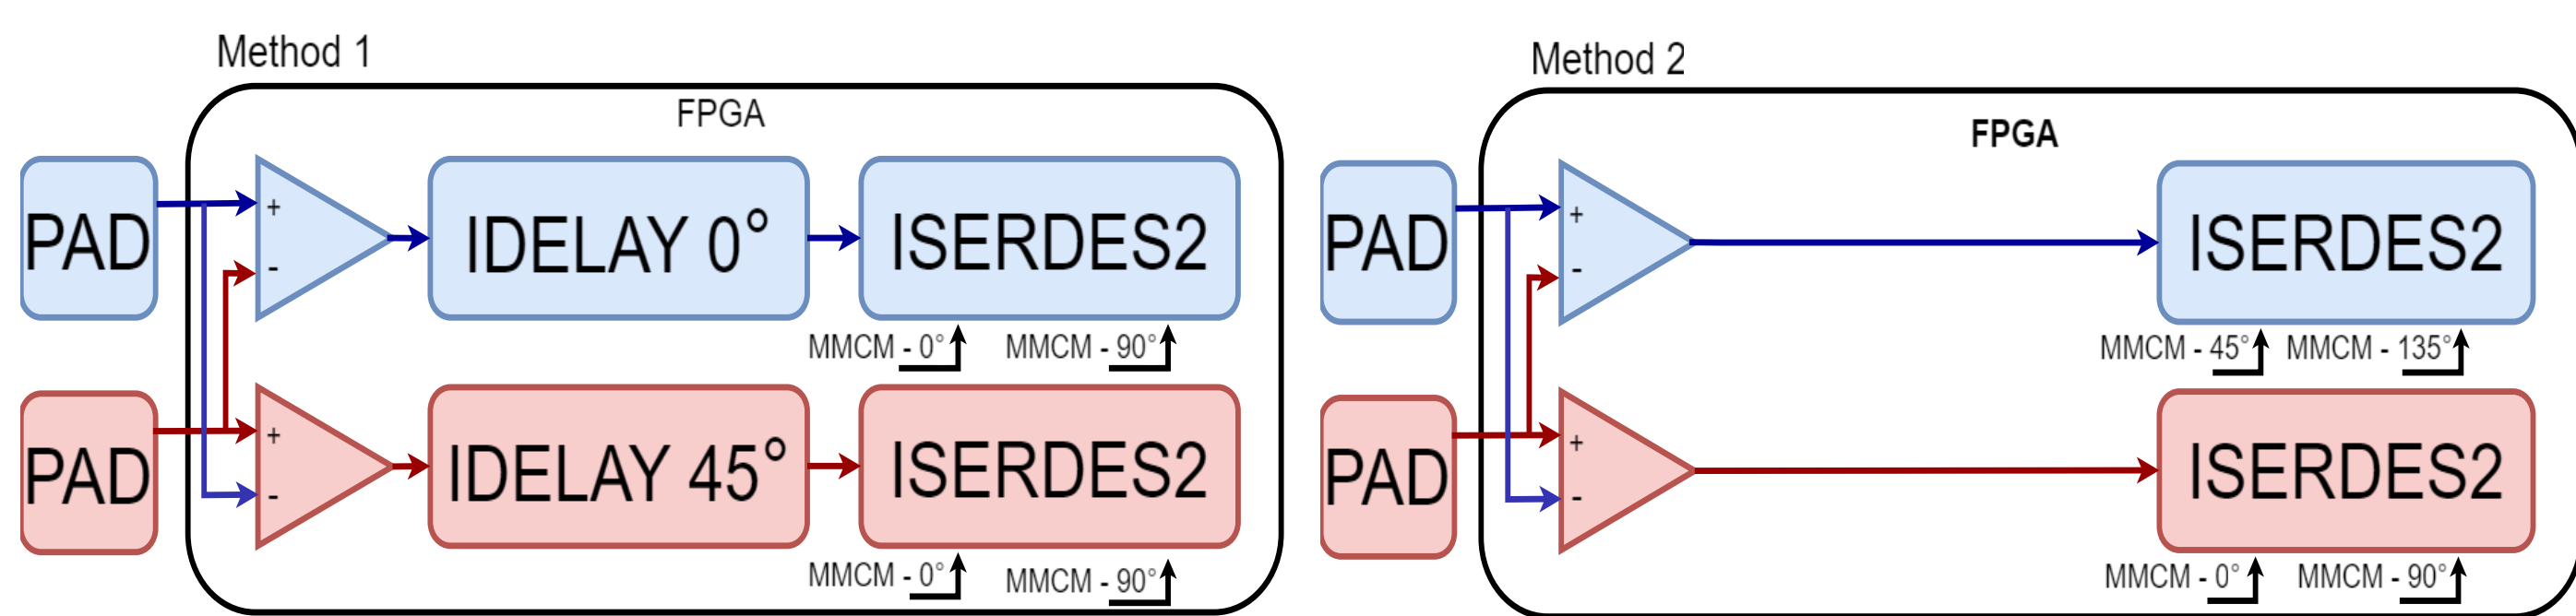 Method 1
FPGA
PAD
+
-
IDELAY 0°
ISERDES2
MMCM - 0°
MMCM - 90°
PAD
+
-
IDELAY 45°
ISERDES2
MMCM - 0°
MMCM - 90°
Method 2
FPGA
PAD
+
-
ISERDES2
MMCM - 45°
MMCM - 135°
PAD
+
-
ISERDES2
MMCM - 0°
MMCM - 90°